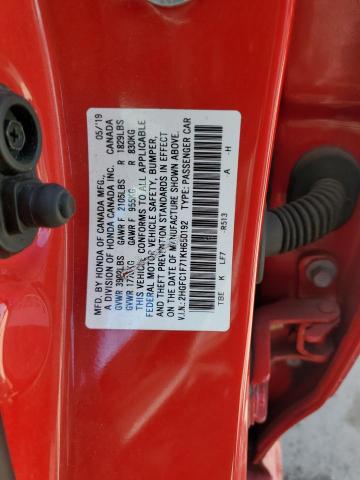 MFD. BY HONDA OF CANADA MFG., 05/19
A DIVISION OF HONDA CANADA INC. CANADA
GVWR LBS GAWR F 2105LBS R 1829LBS
GVWR KG GAWR F 955KG R 830KG
THIS VEHICLE CONFORMS TO ALL APPLICABLE
FEDERAL MOTOR VEHICLE SAFETY, BUMPER,
AND THEFT PREVENTION STANDARDS IN EFFECT
ON THE DATE OF MANUFACTURE SHOWN ABOVE.
V.I.N.: 2HGFC1F71KH650192 TYPE: PASSENGER CAR
TBE K LF7 -R513 A -H